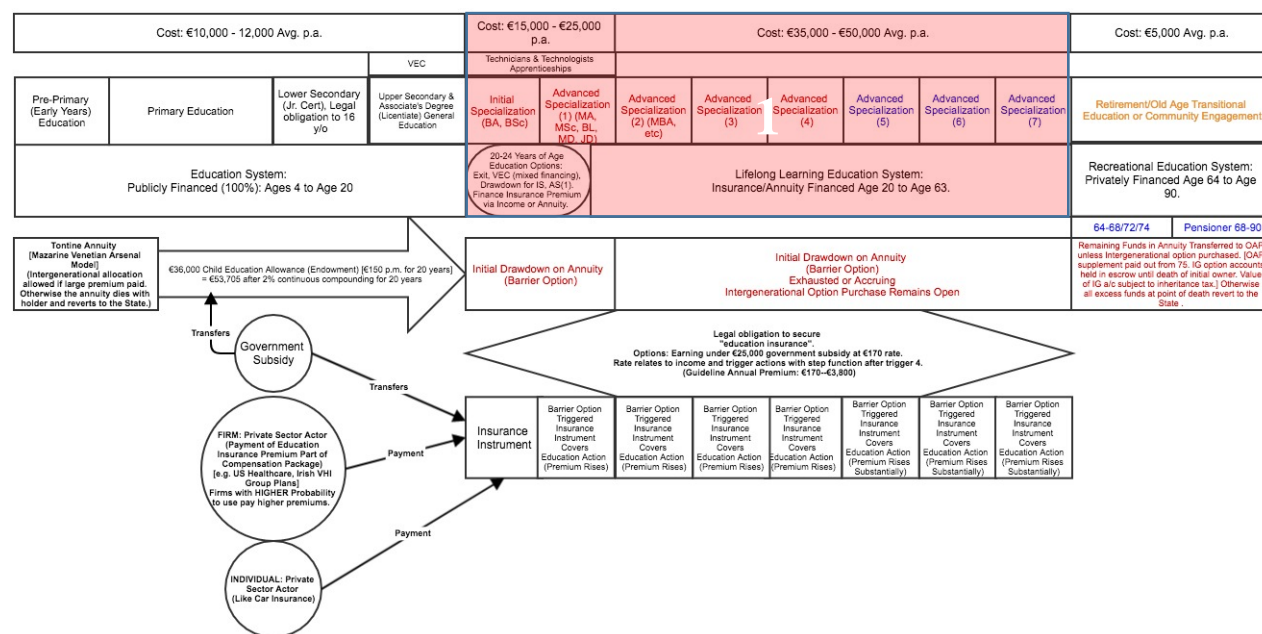 Cost: €10,000 - 12,000 Avg. p.a.
Cost: €15,000 - €25,000
p.a.
Cost: €35,000 - €50,000 Avg. p.a.
Cost: €5,000 Avg. p.a.
VEC
Technicians & Technologists
Apprenticeships
Pre-Primary
(Early Years)
Education
Primary Education
Lower Secondary
(Jr. Cert), Legal
obligation to 16
y/o
Upper Secondary &
Associate's Degree
(Licentiate) General
Education
Initial
Specialization
(BA, BSc)
Advanced
Specialization
(1) (MA,
MSc, BL,
MD, JD)
Advanced
Specialization
(2) (MBA,
etc)
Advanced
Specialization
(3)
1
Advanced
Specialization
(4)
Advanced
Specialization
(5)
Advanced
Specialization
(6)
Advanced
Specialization
(7)
Retirement/Old Age Transitional
Education or Community Engagement
Education System:
Publicly Financed (100%): Ages 4 to Age 20
20-24 Years of Age
Education Options:
Exit, VEC (mixed financing),
Drawdown for IS, AS(1).
Finance Insurance Premium
via Income or Annuity.
Lifelong Learning Education System:
Insurance/Annuity Financed Age 20 to Age 63.
Recreational Education System:
Privately Financed Age 64 to Age
90.
64-68/72/74
Pensioner 68-90
Tontine Annuity
[Mazarine Venetian Arsenal
Model]
(Intergenerational allocation
allowed if large premium paid.
Otherwise the annuity dies with
holder and reverts to the State.)
€36,000 Child Education Allowance (Endowment) [€150 p.m. for 20 years]
= €53,705 after 2% continuous compounding for 20 years
Initial Drawdown on Annuity
(Barrier Option)
Initial Drawdown on Annuity
(Barrier Option)
Exhausted or Accruing
Intergenerational Option Purchase Remains Open
Remaining Funds in Annuity Transferred to OAP
unless Intergenerational option purchased. [OAP
supplement paid out from 75. IG option accounts
held in escrow until death of initial owner. Value
of IG a/c subject to inheritance tax.] Otherwise
all excess funds at point of death revert to the
State .
Transfers
Government
Subsidy
Transfers
Legal obligation to secure
"education insurance".
Options: Earning under €25,000 government subsidy at €170 rate.
Rate relates to income and trigger actions with step function after trigger 4.
(Guideline Annual Premium: €170--€3,800)
FIRM: Private Sector Actor
(Payment of Education
Insurance Premium Part of
Compensation Package)
[e.g. US Healthcare, Irish VHI
Group Plans]
Firms with HIGHER Probability
to use pay higher premiums.
Payment
Insurance
Instrument
Barrier Option
Triggered
Insurance
Instrument
Covers
Education Action
(Premium Rises)
Barrier Option
Triggered
Insurance
Instrument
Covers
Education Action
(Premium Rises)
Barrier Option
Triggered
Insurance
Instrument
Covers
Education Action
(Premium Rises)
Barrier Option
Triggered
Insurance
Instrument
Covers
Education Action
(Premium Rises)
Barrier Option
Triggered
Insurance
Instrument
Covers
Education Action
(Premium Rises
Substantially)
Barrier Option
Triggered
Insurance
Instrument
Covers
Education Action
(Premium Rises
Substantially)
Barrier Option
Triggered
Insurance
Instrument
Covers
Education Action
(Premium Rises
Substantially)
Payment
INDIVIDUAL: Private
Sector Actor
(Like Car Insurance)